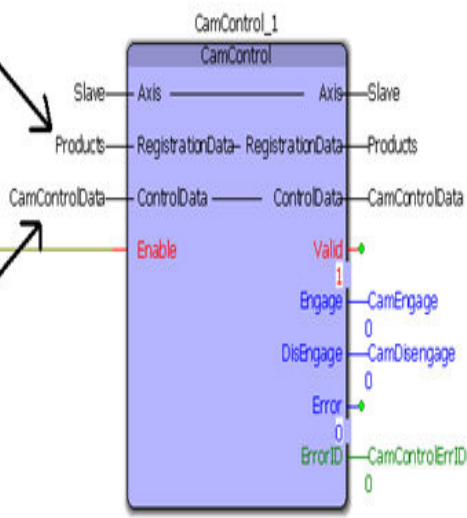 CamControl_1
CamControl
Slave Axis Axis Slave
Products RegistrationData RegistrationData Products
CamControlData ControlData ControlData CamControlData
Enable Valid
1
Engage CamEngage
0
DisEngage CamDisengage
0
Error
0
ErrorID CamControlErrID
0